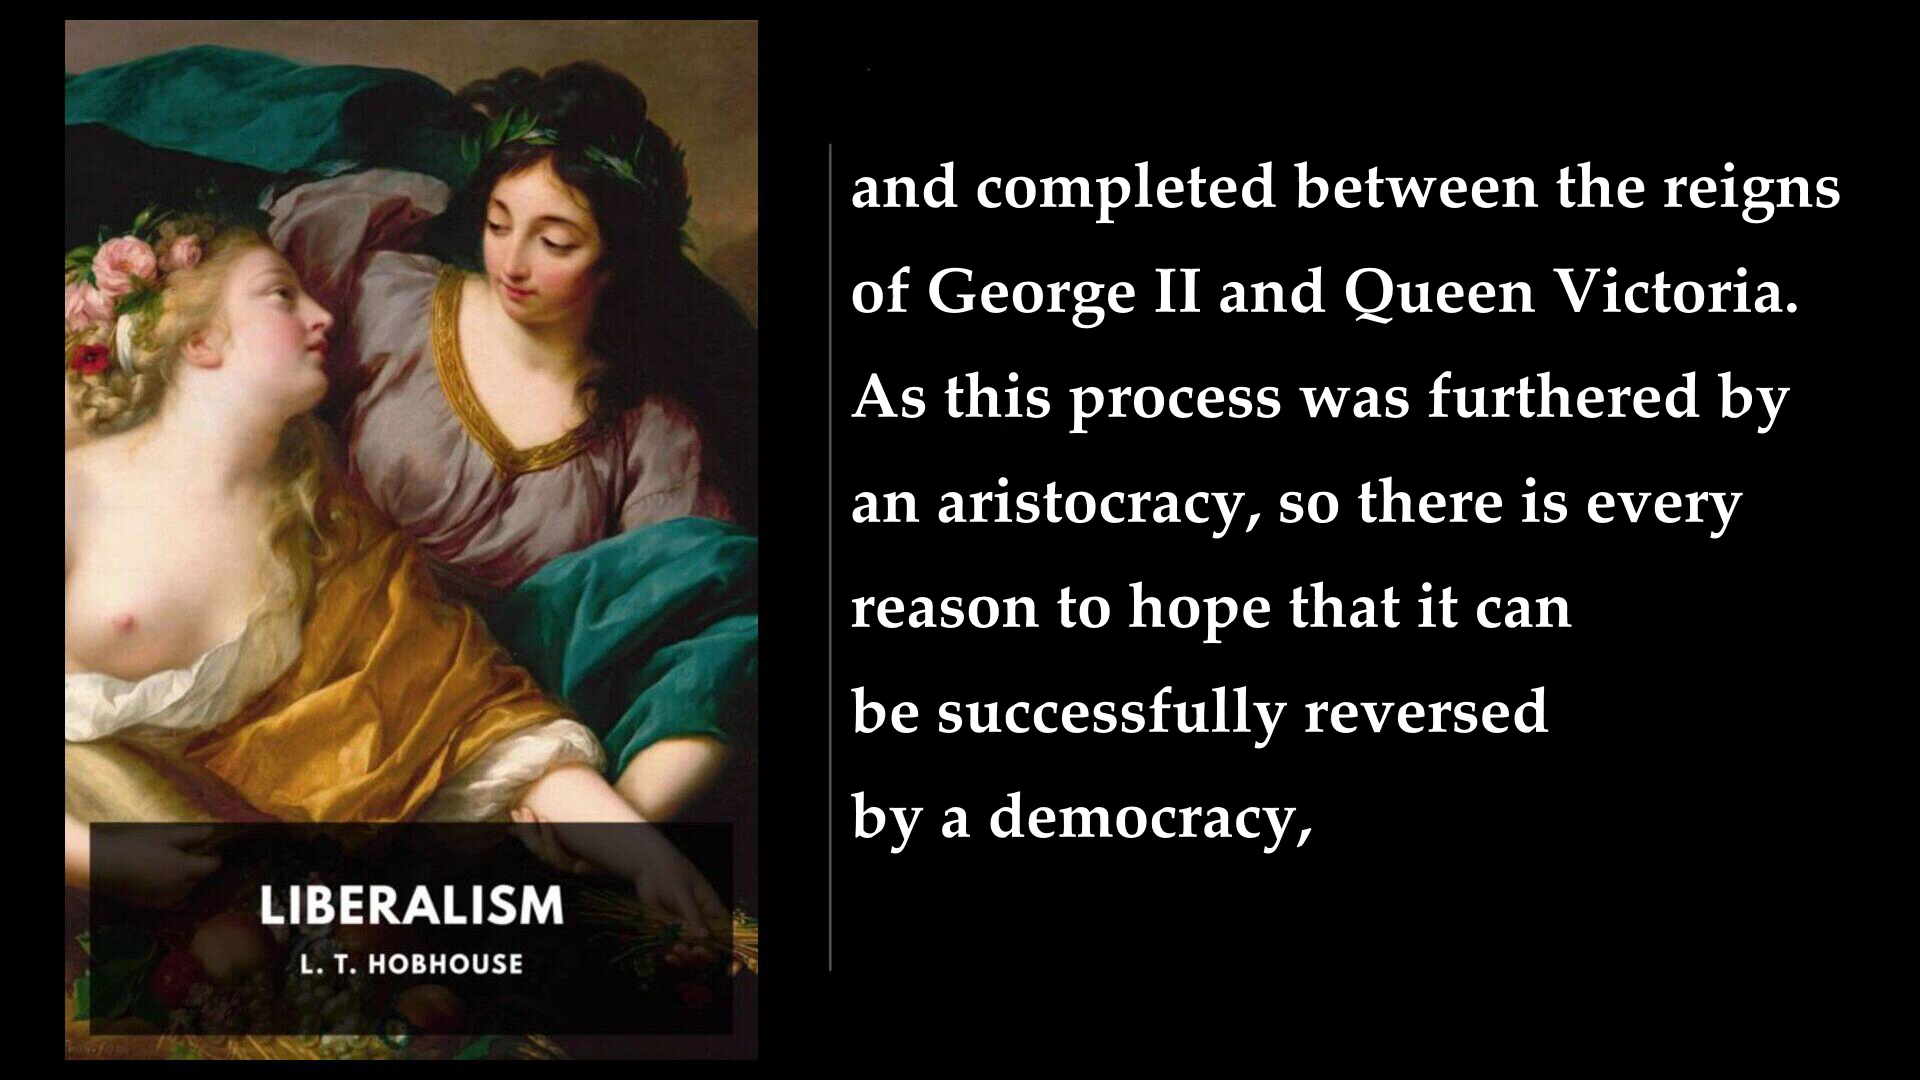 LIBERALISM
L. T. HOBHOUSE
and completed between the reigns
of George II and Queen Victoria.
As this process was furthered by
an aristocracy, so there is every
reason to hope that it can
be successfully reversed
by a democracy,